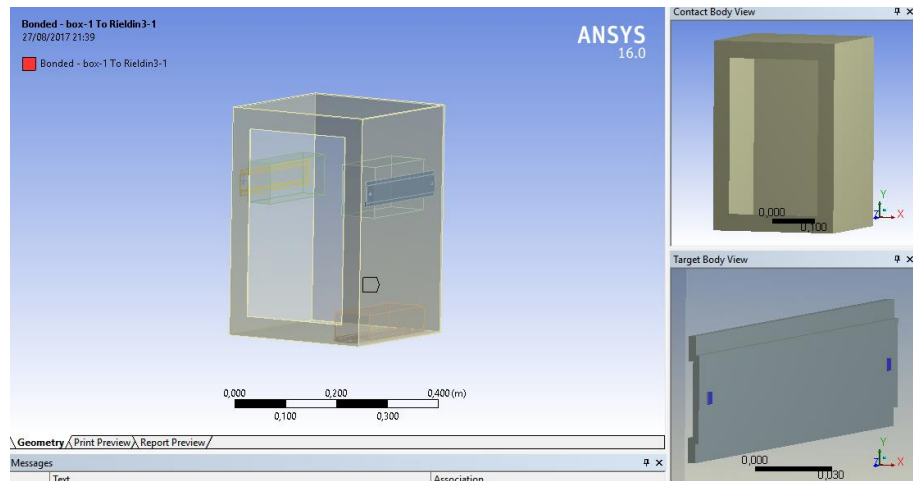 Bonded - box-1 To Rieldin3-1
27/08/2017 21:39
Bonded - box-1 To Rieldin3-1
ANSYS
16.0
0,000 0,200 0,400 (m)
0,100 0,300
Geometry Print Preview Report Preview
Messages
Text Association
Contact Body View
0,000
0,100
Y
Z X
Target Body View
0,000
0,030
Y
Z X